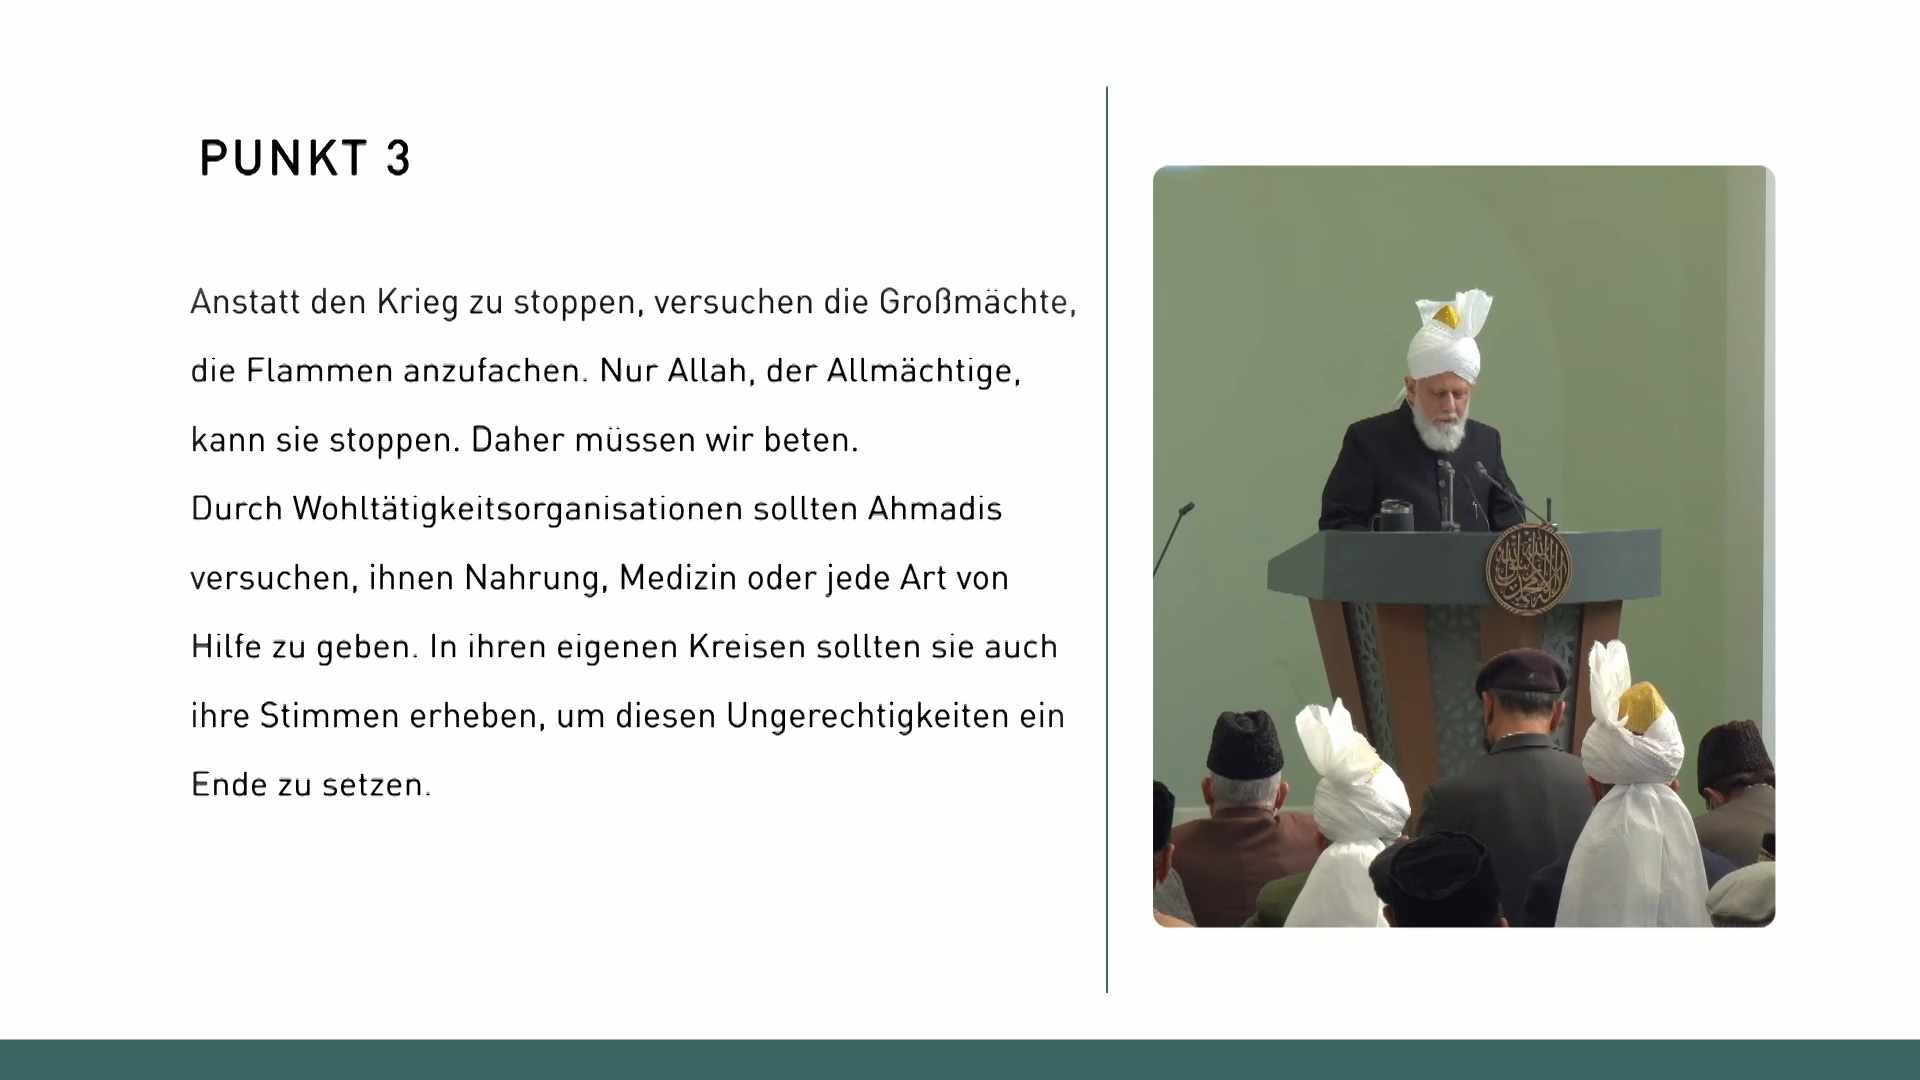 PUNKT 3
Anstatt den Krieg zu stoppen, versuchen die Großmächte,
die Flammen anzufachen. Nur Allah, der Allmächtige,
kann sie stoppen. Daher müssen wir beten.
Durch Wohltätigkeitsorganisationen sollten Ahmadis
versuchen, ihnen Nahrung, Medizin oder jede Art von
Hilfe zu geben. In ihren eigenen Kreisen sollten sie auch
ihre Stimmen erheben, um diesen Ungerechtigkeiten ein
Ende zu setzen.